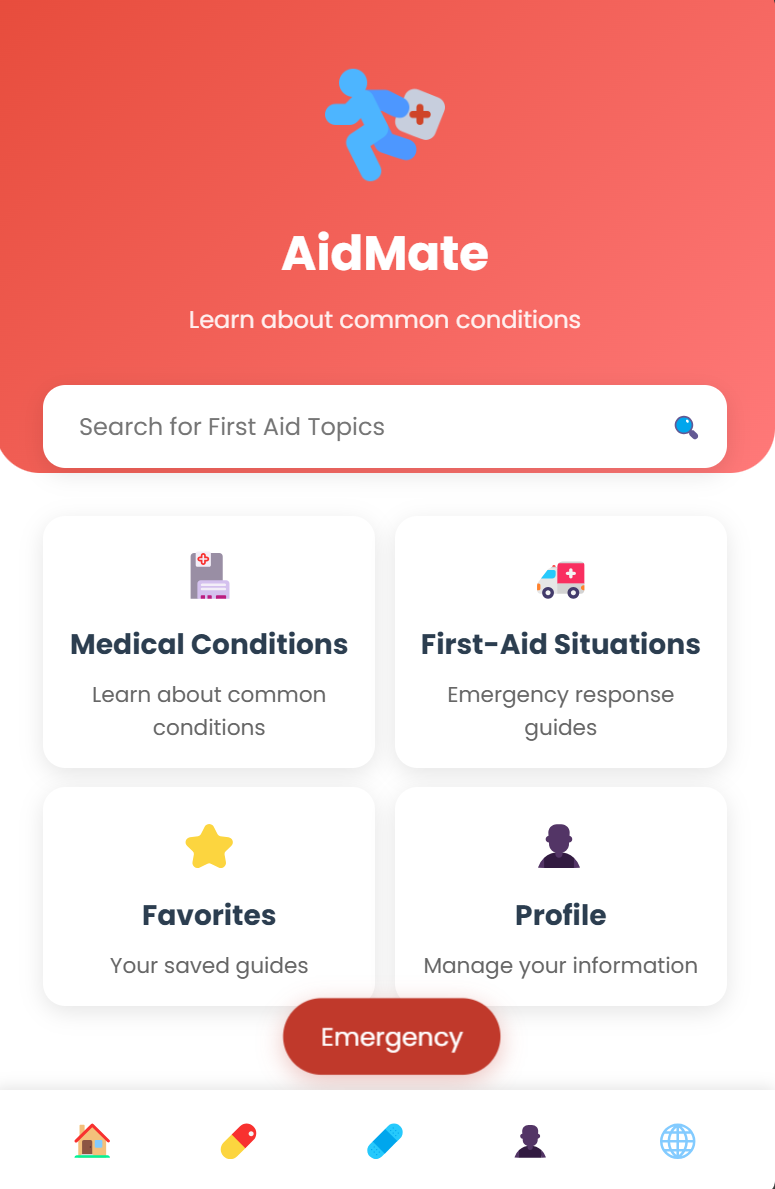 AidMate
Learn about common conditions
Search for First Aid Topics
Medical Conditions
Learn about common
conditions
First-Aid Situations
Emergency response
guides
Favorites
Your saved guides
Profile
Manage your information
Emergency